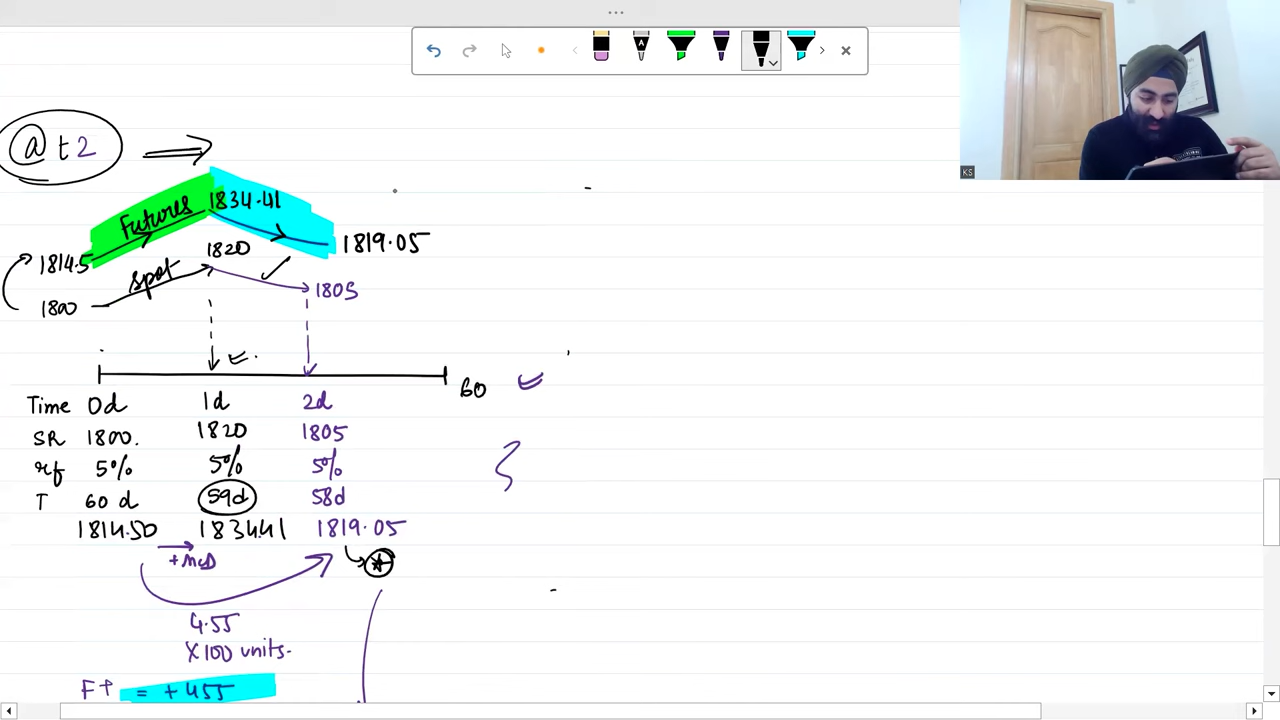 @ t2
Futures
1834.41
1819.05
1814.5
spot
1820
1805
1800
60
Time 0d 1d 2d
SR 1800. 1820 1805
rf 5% 5% 5%
T 60 d 59d 58d
1814.50 1834.41 1819.05
4.55
X 100 units.
= + 455
A
KS